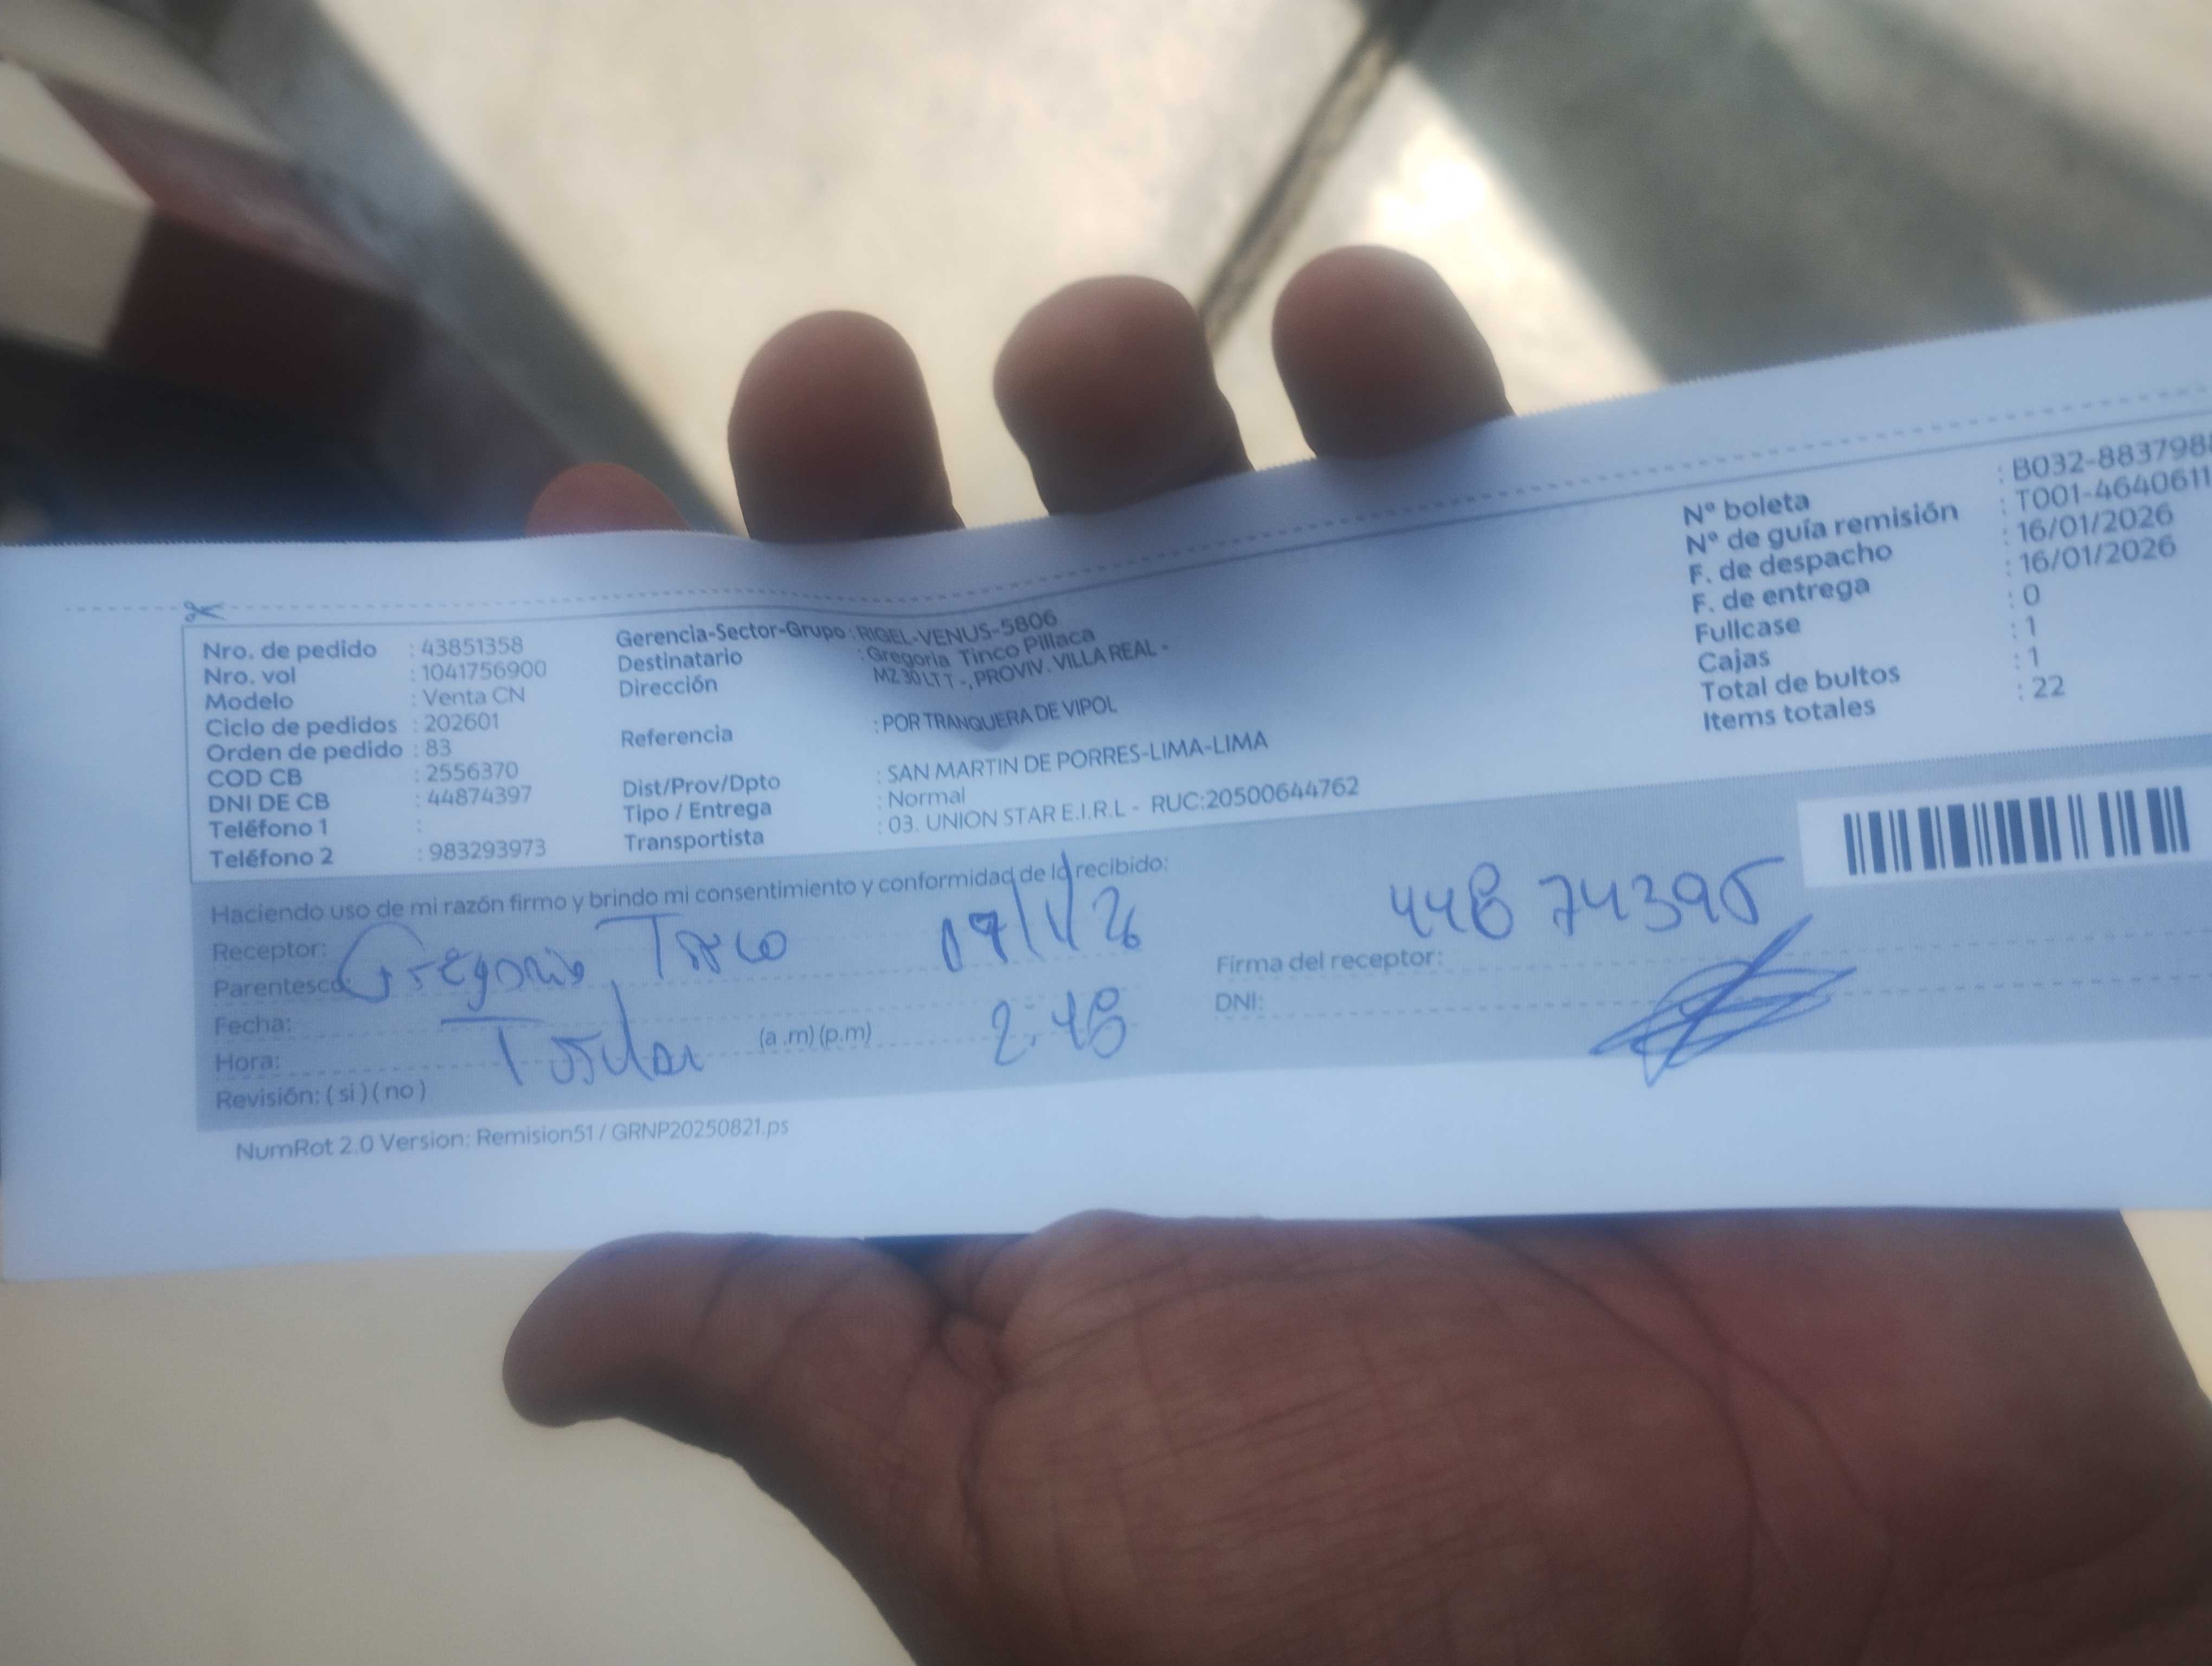 Nro. de pedido : 43851358
Nro. vol : 1041756900
Modelo : Venta CN
Ciclo de pedidos : 202601
Orden de pedido : 83
COD CB : 2556370
DNI DE CB : 44874397
Teléfono 1 :
Teléfono 2 : 983293973
Gerencia-Sector-Grupo : RIGEL-VENUS-5806
Destinatario : Gregoria Tinco Pillaca
Dirección MZ 30 LT T -, PROVIV. VILLA REAL -
Referencia : POR TRANQUERA DE VIPOL
Dist/Prov/Dpto : SAN MARTIN DE PORRES-LIMA-LIMA
Tipo / Entrega : Normal
Transportista : 03. UNION STAR E.I.R.L - RUC:20500644762
Nº boleta : B032-883798
Nº de guía remisión : T001-4640611
F. de despacho : 16/01/2026
F. de entrega : 16/01/2026
Fullcase : 0
Cajas : 1
Total de bultos : 1
Items totales : 22
Haciendo uso de mi razón firmo y brindo mi consentimiento y conformidad de lo recibido:
Receptor:
Parentesco:
Fecha:
Hora: (a.m) (p.m) 2:48
Revisión: ( si ) ( no )
Firma del receptor:
DNI:
NumRot 2.0 Version: Remision51 / GRNP20250821.ps